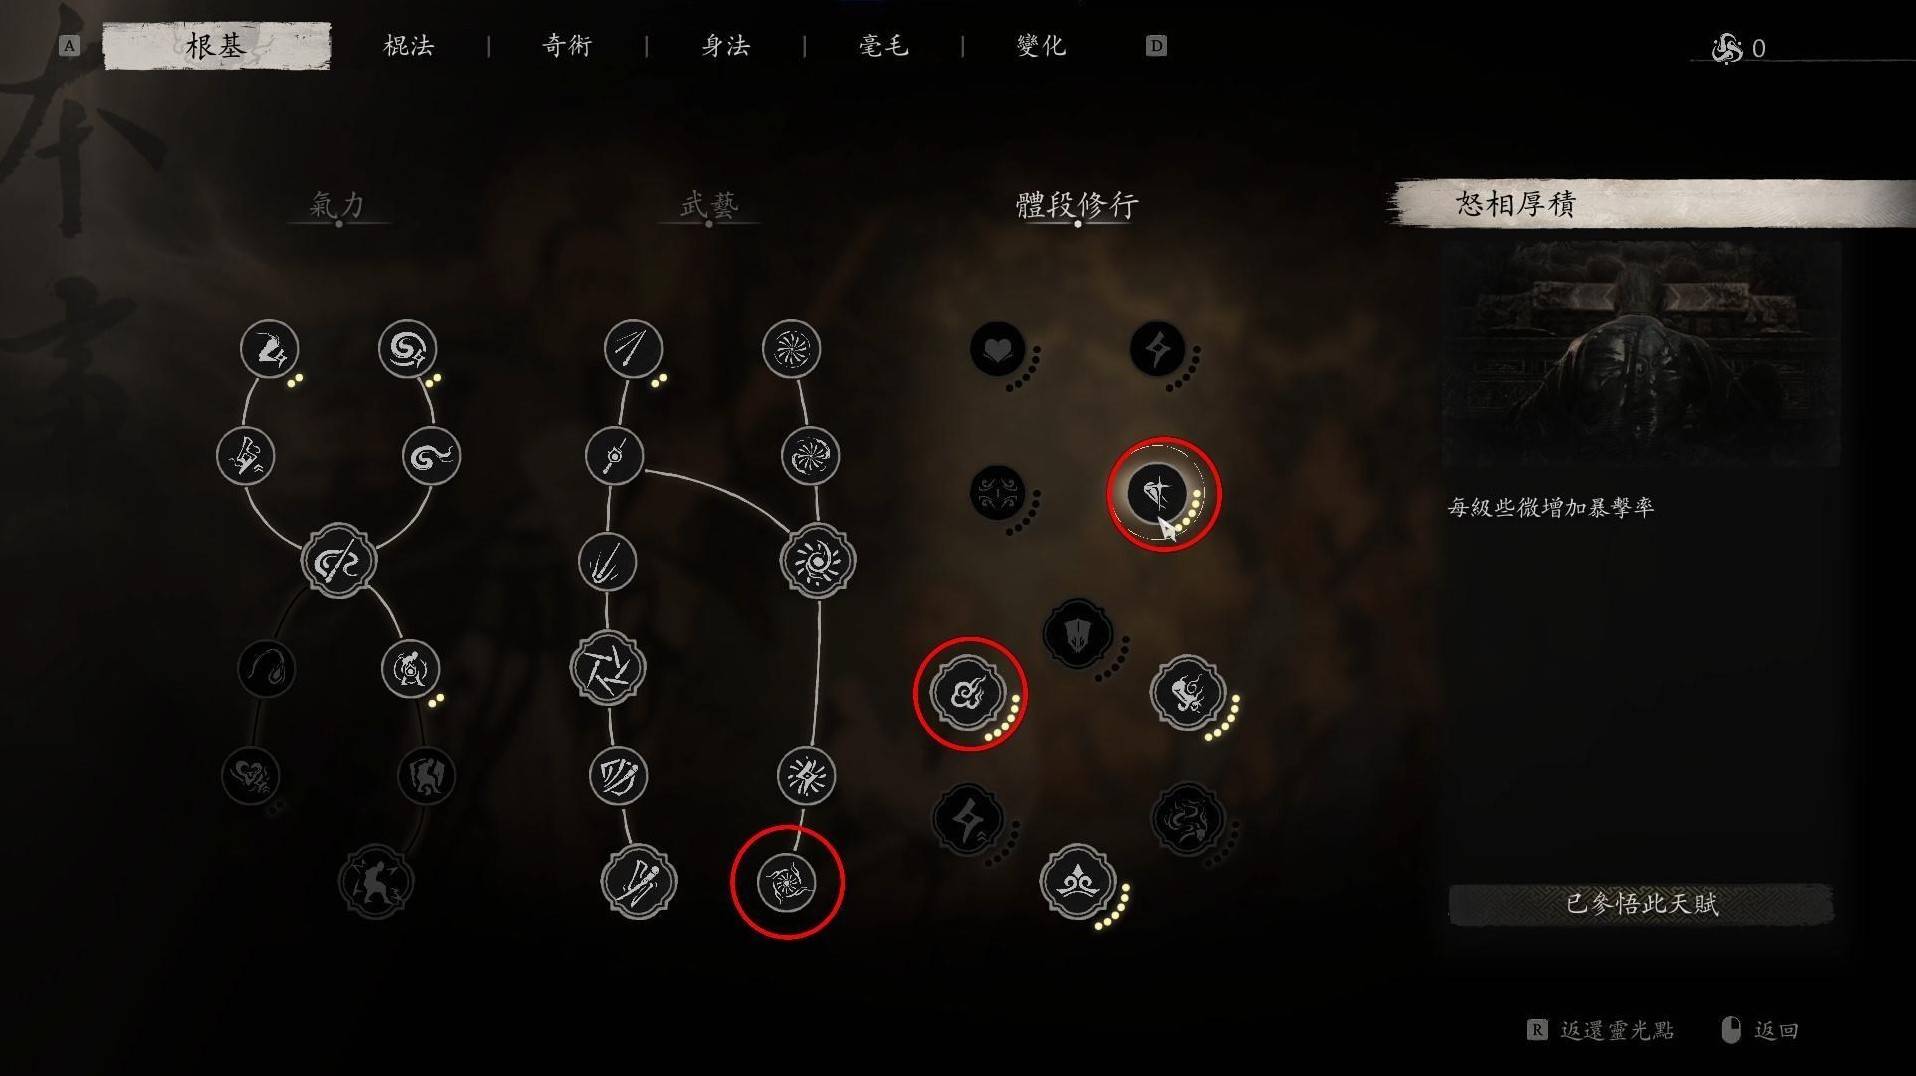 A 根基 棍法 | 奇術 | 身法 | 毫毛 | 變化 D 0
本
氣力 武藝 體段修行
怒相厚積
每級些微增加暴擊率
已參悟此天賦
R 返還靈光點 返回